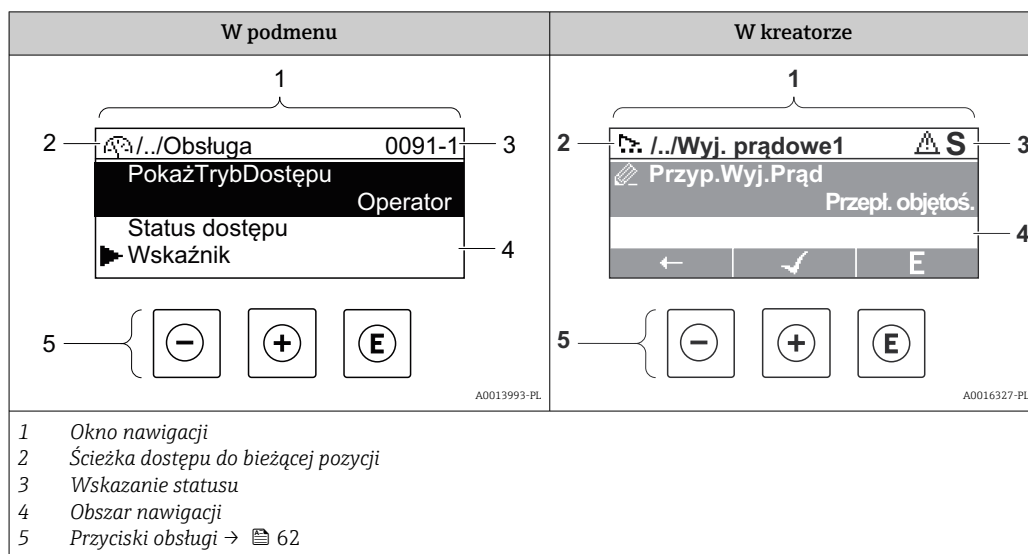 W podmenu
W kreatorze
1
2
/../Obsługa 0091-1
3
PokażTrybDostępu
Operator
Status dostępu
Wskaźnik
4
5
- + E
A0013993-PL
1
2
/../Wyj. prądowe1 S
3
Przyp.Wyj.Prąd
Przepł. objętoś.
4
E
5
- + E
A0016327-PL
1 Okno nawigacji
2 Ścieżka dostępu do bieżącej pozycji
3 Wskazanie statusu
4 Obszar nawigacji
5 Przyciski obsługi → 62